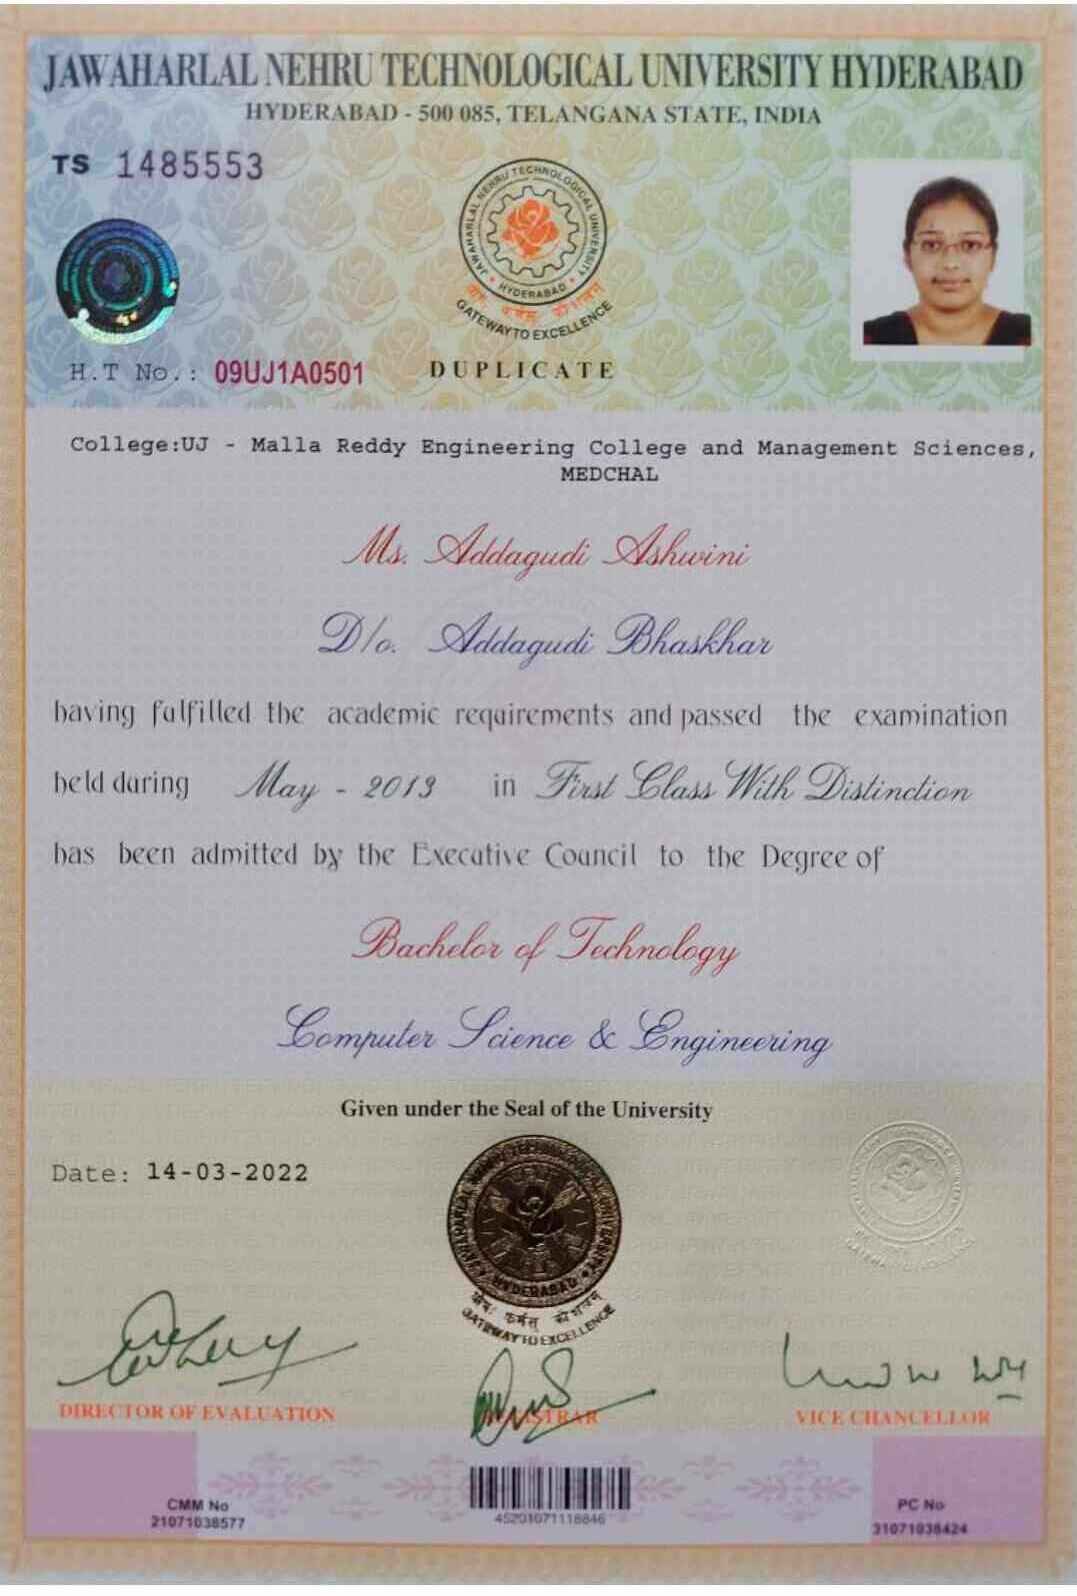 JAWAHARLAL NEHRU TECHNOLOGICAL UNIVERSITY HYDERABAD
HYDERABAD - 500 085, TELANGANA STATE, INDIA
TS 1485553
JAWAHARLAL NEHRU TECHNOLOGICAL UNIVERSITY
HYDERABAD
योगः कर्मसु कौशलम्
GATEWAY TO EXCELLENCE
H.T No.: 09UJ1A0501
DUPLICATE
College:UJ - Malla Reddy Engineering College and Management Sciences,
MEDCHAL
Ms. Addagudi Ashwini
D/o. Addagudi Bhaskhar
having fulfilled the academic requirements and passed the examination
held during May - 2013 in First Class With Distinction
has been admitted by the Executive Council to the Degree of
Bachelor of Technology
Computer Science & Engineering
Given under the Seal of the University
Date: 14-03-2022
HYDERABAD
योगः कर्मसु कौशलम्
GATEWAY TO EXCELLENCE
DIRECTOR OF EVALUATION
REGISTRAR
VICE CHANCELLOR
CMM No
21071038577
45201071118846
PC No
31071038424